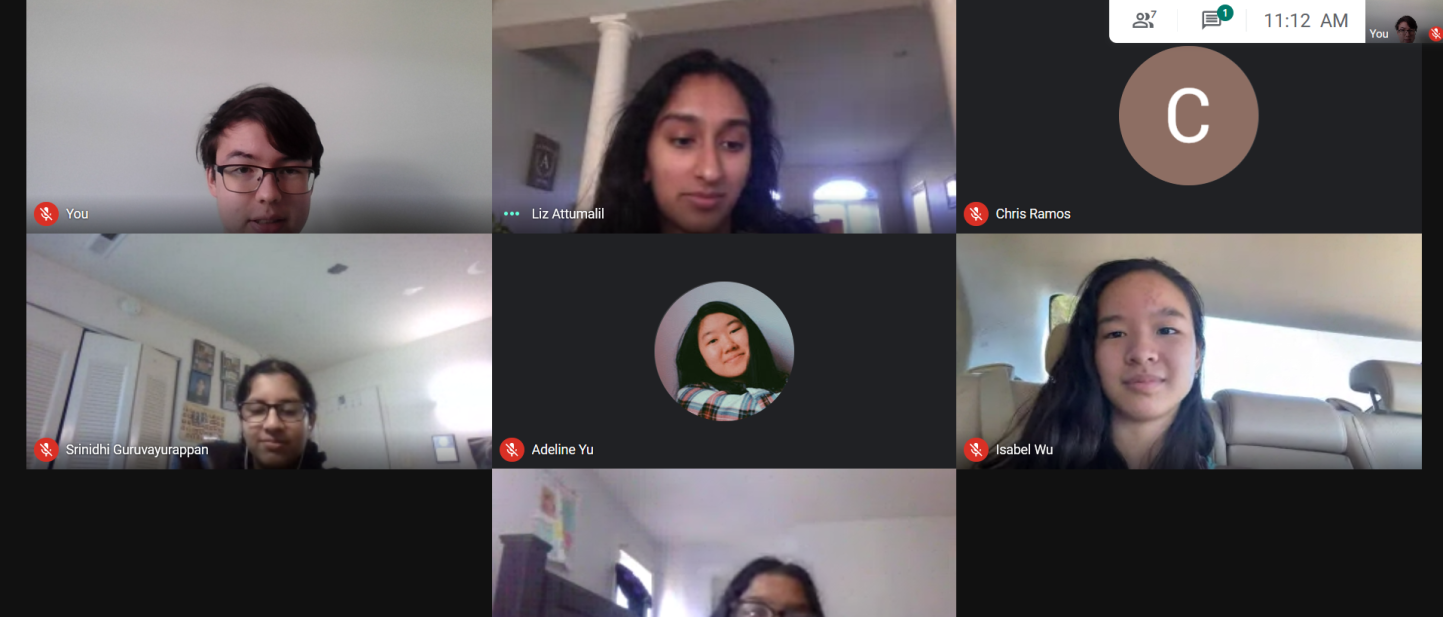 7
1
11:12 AM
You
C
You
Liz Attumalil
Chris Ramos
A
Srinidhi Guruvayurappan
Adeline Yu
Isabel Wu